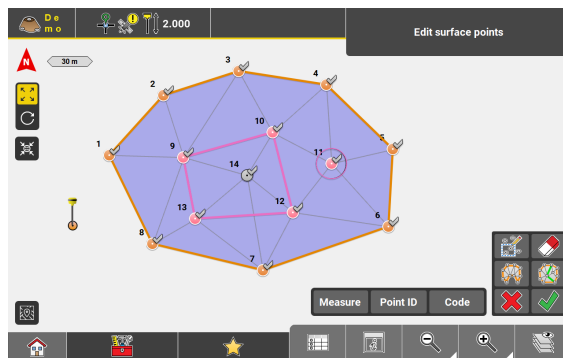 De
mo
2.000
Edit surface points
N
30 m
3
2
4
10
5
1
9
11
14
13
12
6
8
7
Measure
Point ID
Code